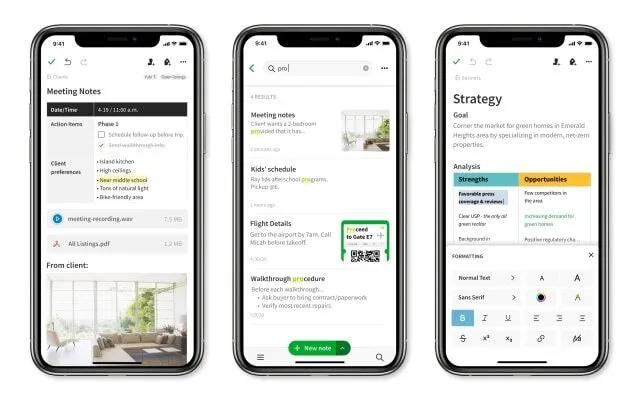 9:41
Clients
Meeting Notes
Date/Time 4-19 / 11:00 a.m.
Action Items Phase 1
Schedule follow-up before trip
Send walkthrough info
Client preferences
• Island kitchen
• High ceilings
• Near middle school
• Tons of natural light
• Bike-friendly area
meeting-recording.wav 7.5 MB
All Listings.pdf 1.2 MB
From client:
9:41
pro
4 RESULTS
Meeting notes
Client wants a 2-bedroom
provided that it has...
2 minutes ago
Kids' schedule
Ray has afterschool programs.
Pickup @6.
2 hours ago
Flight Details
Get to the airport by 7am. Call
Micah before takeoff.
Proceed
to Gate E7
Walkthrough procedure
Before each walkthrough...
• Ask buyer to bring contract/paperwork
• Verify most recent repairs
+ New note
9:41
Strategy
Goal
Corner the market for green homes in Emerald
Heights area by specializing in modern, net-zero
properties.
Analysis
Strengths Opportunities
Favorable press
coverage & reviews
Few competitors in
the area
Clear USP - the only all
green realtor
Increasing demand for
green homes
Background in
Positive regulatory cha...
FORMATTING
Normal Text A A
Sans Serif A
B I U
S X² X₂